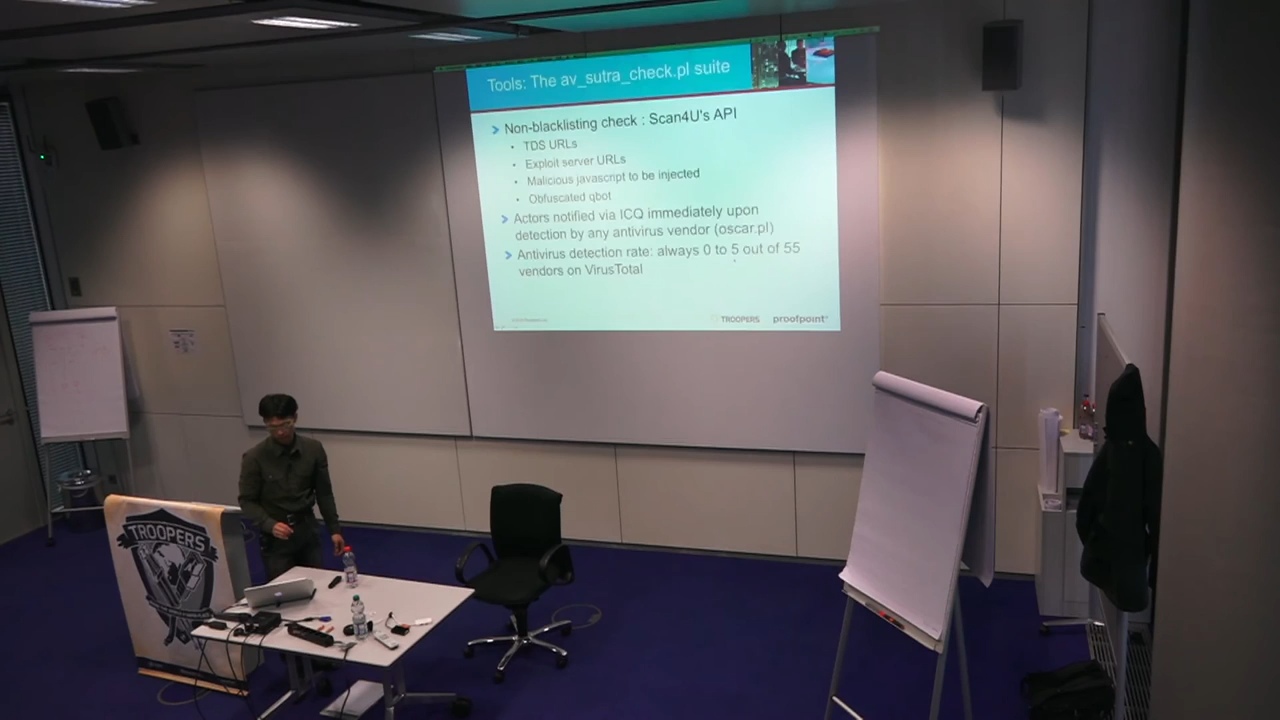 Tools: The av_sutra_check.pl suite
Non-blacklisting check : Scan4U's API
TDS URLs
Exploit server URLs
Malicious javascript to be injected
Obfuscated qbot
Actors notified via ICQ immediately upon
detection by any antivirus vendor (oscar.pl)
Antivirus detection rate: always 0 to 5 out of 55
vendors on VirusTotal
TROOPERS
proofpoint
TROOPERS